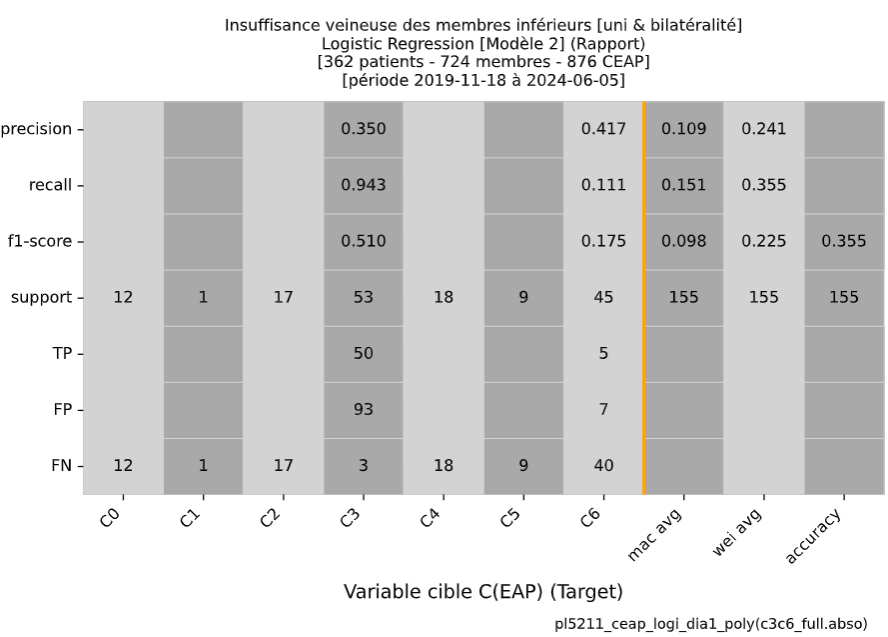 Insuffisance veineuse des membres inférieurs [uni & bilatéralité]
Logistic Regression [Modèle 2] (Rapport)
[362 patients - 724 membres - 876 CEAP]
[période 2019-11-18 à 2024-06-05]
precision 0.350 0.417 0.109 0.241
recall 0.943 0.111 0.151 0.355
f1-score 0.510 0.175 0.098 0.225 0.355
support 12 1 17 53 18 9 45 155 155 155
TP 50 5
FP 93 7
FN 12 1 17 3 18 9 40
C0 C1 C2 C3 C4 C5 C6 mac avg wei avg accuracy
Variable cible C(EAP) (Target)
pl5211_ceap_logi_dia1_poly(c3c6_full.abso)